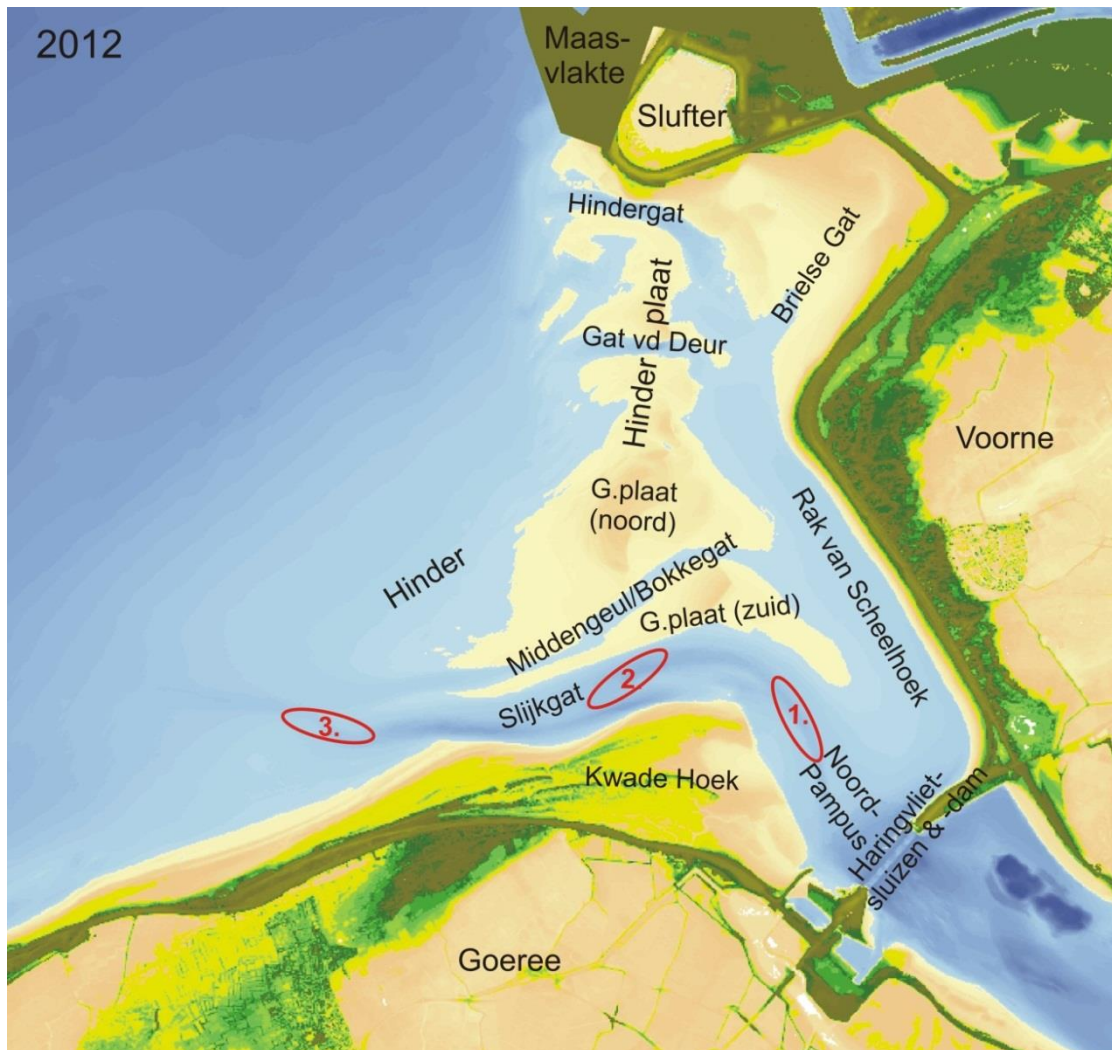 2012
Maas-
vlakte
Slufter
Hindergat
Brielse Gat
Hinder plaat
Gat vd Deur
Voorne
G.plaat
(noord)
Rak van Scheelhoek
Hinder
Middengeul/Bokkegat
G.plaat (zuid)
Slijkgat
2.
1.
3.
Noord-
Pampus
Kwade Hoek
Haringvliet-
sluizen & -dam
Goeree